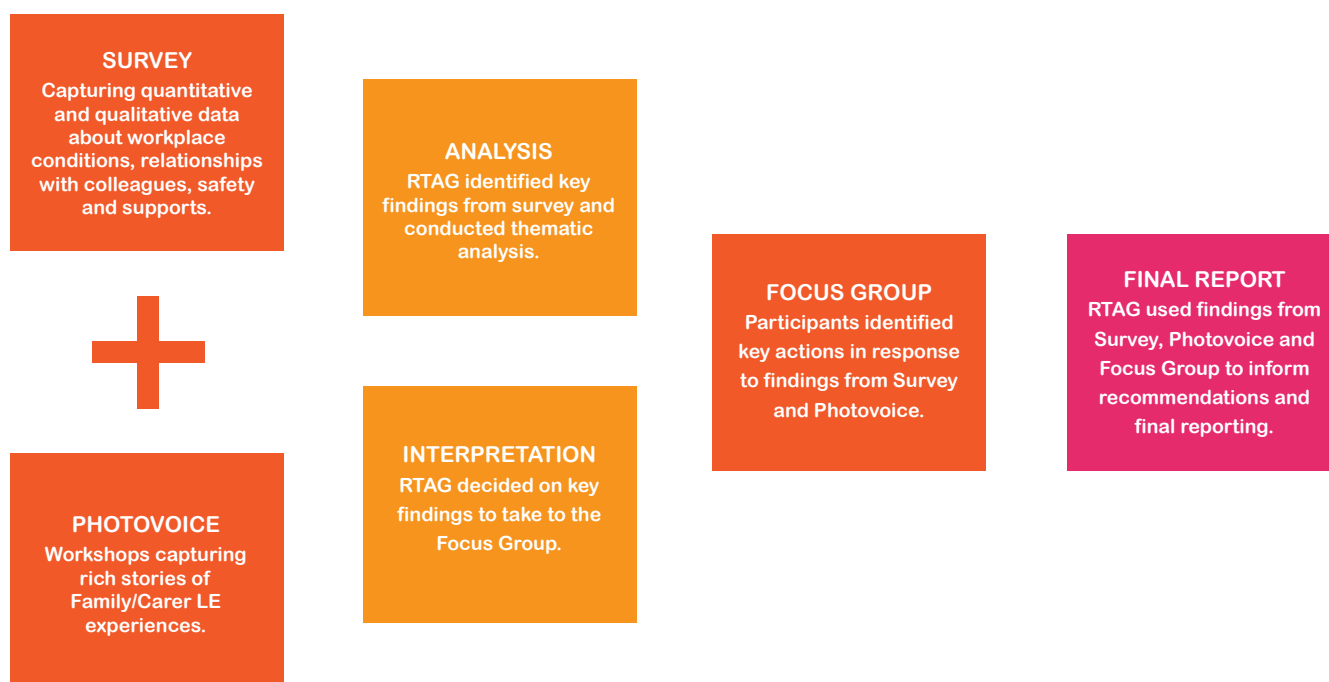 SURVEY
Capturing quantitative
and qualitative data
about workplace
conditions, relationships
with colleagues, safety
and supports.
PHOTOVOICE
Workshops capturing
rich stories of
Family/Carer LE
experiences.
ANALYSIS
RTAG identified key
findings from survey and
conducted thematic
analysis.
INTERPRETATION
RTAG decided on key
findings to take to the
Focus Group.
FOCUS GROUP
Participants identified
key actions in response
to findings from Survey
and Photovoice.
FINAL REPORT
RTAG used findings from
Survey, Photovoice and
Focus Group to inform
recommendations and
final reporting.